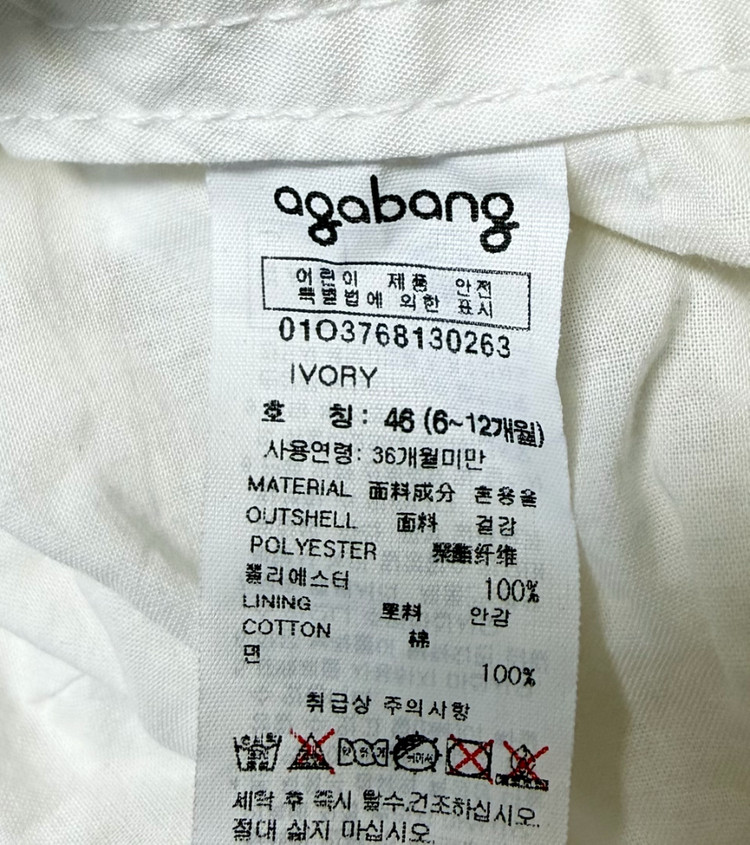 agabang
어린이 제품 안전
특별법에 의한 표시
01O3768130263
IVORY
호 칭: 46 (6~12개월)
사용연령: 36개월미만
MATERIAL 面料成分 혼용율
OUTSHELL 面料 겉감
POLYESTER 聚酯纤维
폴리에스터 100%
LINING 里料 안감
COTTON 棉
면 100%
취급상 주의사항
세탁 후 즉시 탈수,건조하십시오.
절대 삶지 마십시오.